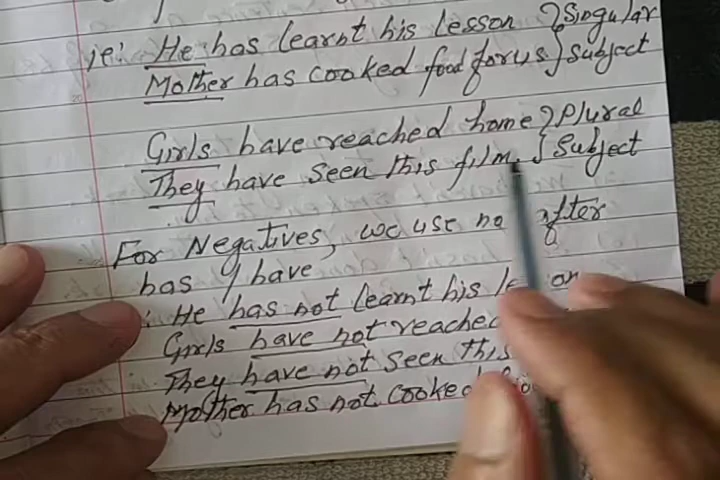 ie: He has learnt his lesson } Singular
Mother has cooked food for us } Subject
Girls have reached home } Plural
They have seen this film. } Subject
For Negatives, we use no after
has / have
: He has not learnt his
Girls have not reached
They have not seen this
Mother has not cooked